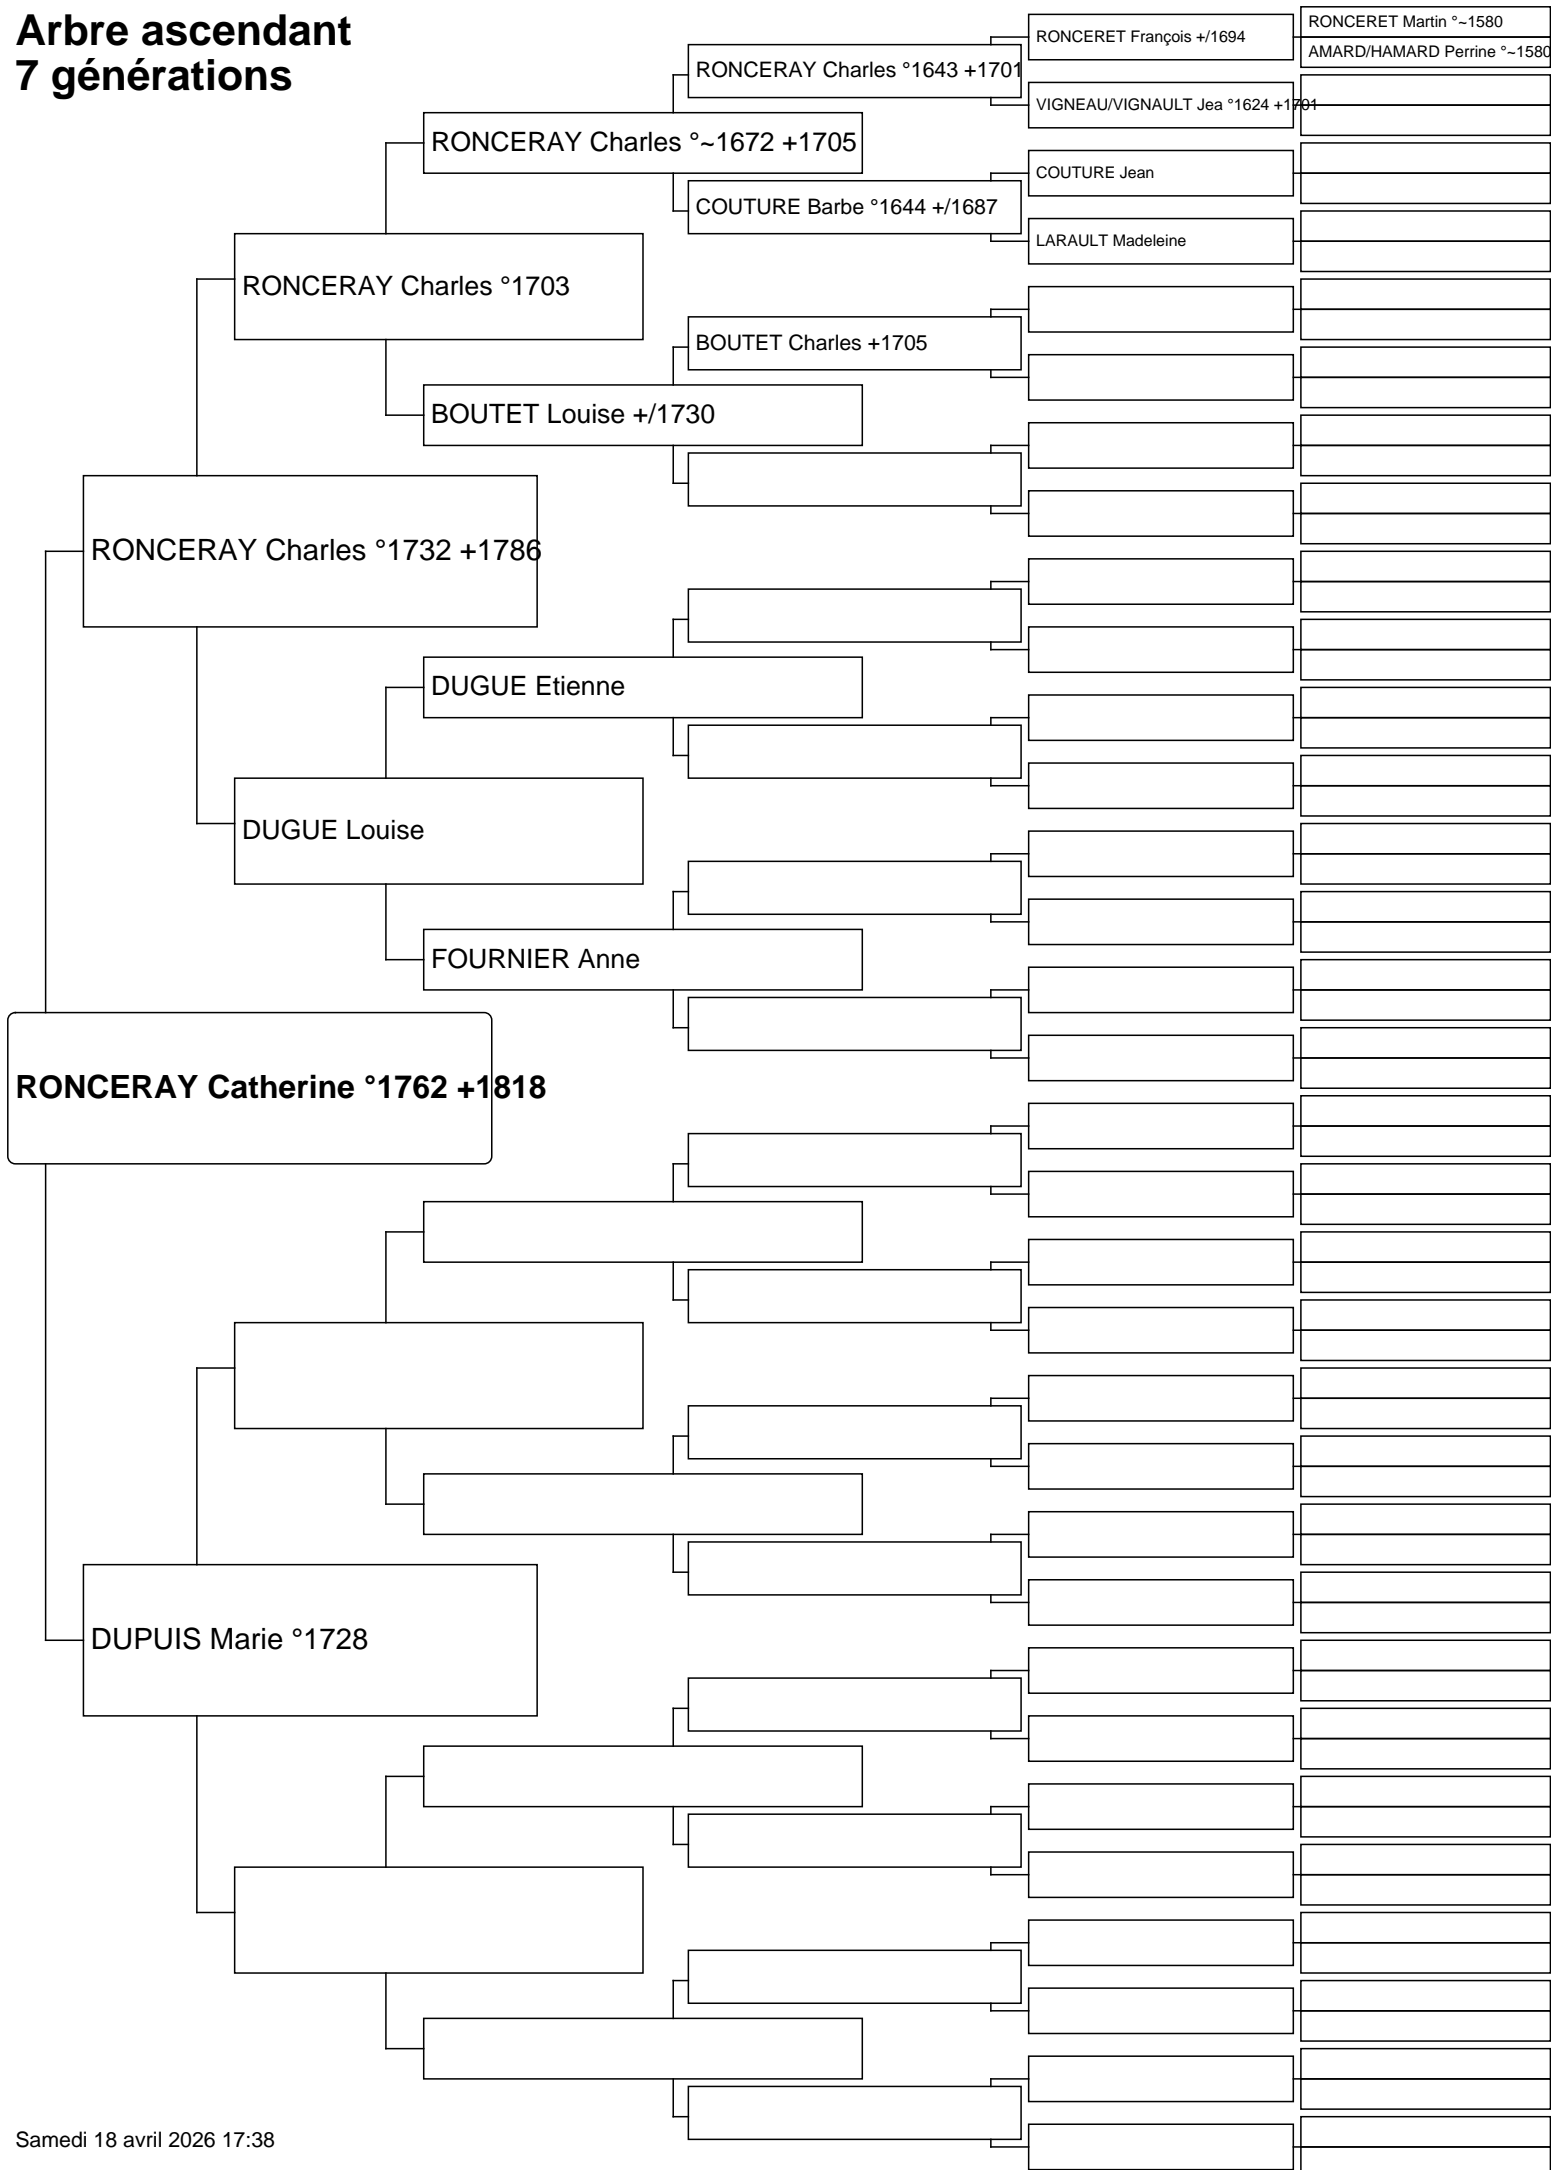 Arbre ascendant
7 générations
RONCERET Martin °~1580
RONCERET François +/1694
AMARD/HAMARD Perrine °~1580
RONCERAY Charles °1643 +1701
VIGNEAU/VIGNAULT Jea °1624 +1701
RONCERAY Charles °~1672 +1705
COUTURE Jean
COUTURE Barbe °1644 +/1687
LARAULT Madeleine
RONCERAY Charles °1703
BOUTET Charles +1705
BOUTET Louise +/1730
RONCERAY Charles °1732 +1786
DUGUE Etienne
DUGUE Louise
FOURNIER Anne
RONCERAY Catherine °1762 +1818
DUPUIS Marie °1728
Samedi 18 avril 2026 17:38